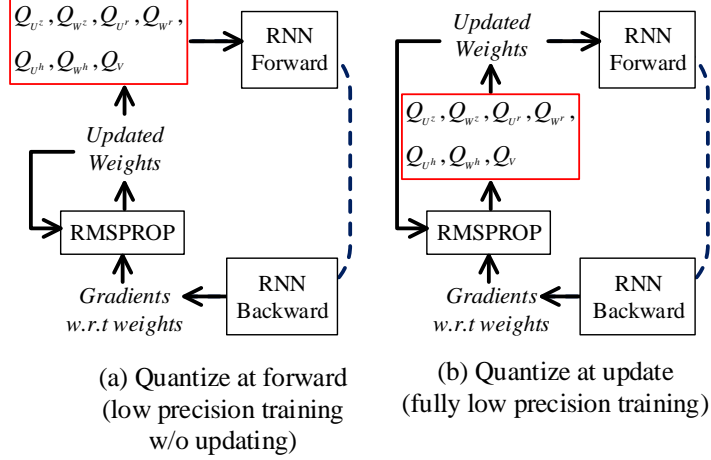 Q_{U^z}, Q_{W^z}, Q_{U^r}, Q_{W^r},
Q_{U^h}, Q_{W^h}, Q_V
RNN
Forward
Updated
Weights
RMSPROP
Gradients
w.r.t weights
RNN
Backward
(a) Quantize at forward
(low precision training
w/o updating)
Updated
Weights
RNN
Forward
Q_{U^z}, Q_{W^z}, Q_{U^r}, Q_{W^r},
Q_{U^h}, Q_{W^h}, Q_V
RMSPROP
Gradients
w.r.t weights
RNN
Backward
(b) Quantize at update
(fully low precision training)